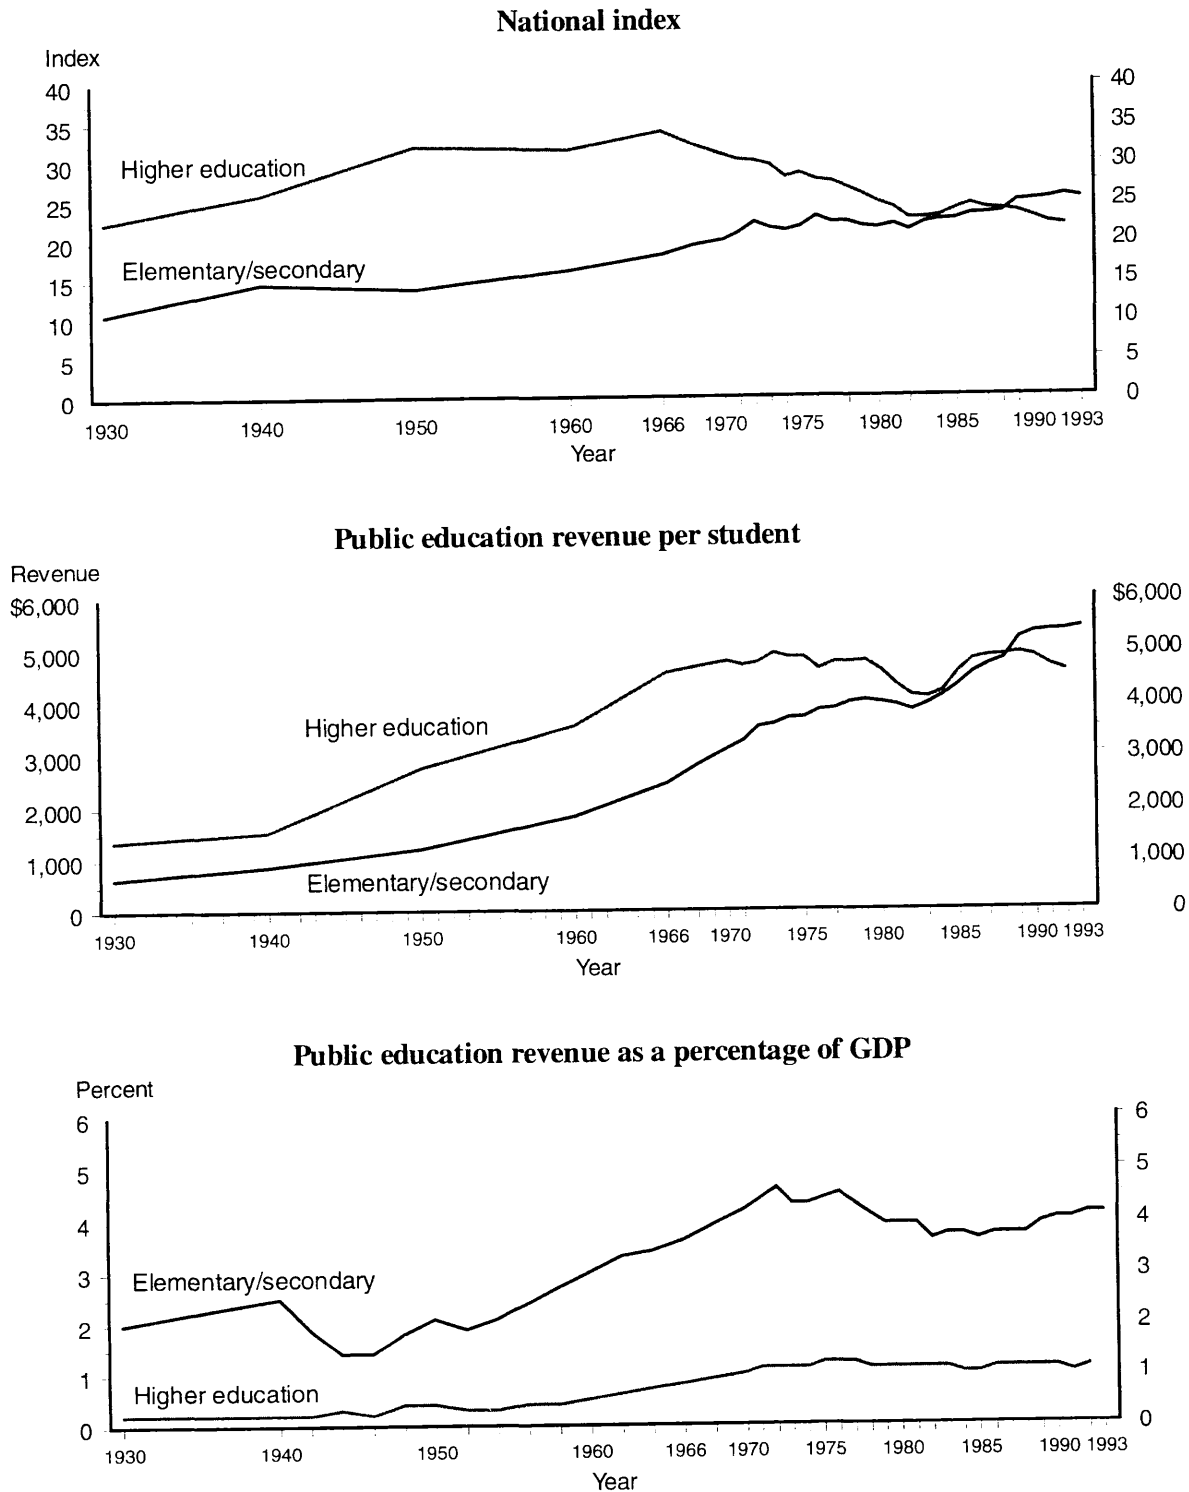 National index
Index
40 40
35 35
30 30
Higher education
25 25
20 20
Elementary/secondary
15 15
10 10
5 5
0 0
1930 1940 1950 1960 1966 1970 1975 1980 1985 1990 1993
Year
Public education revenue per student
Revenue
$6,000 $6,000
5,000 5,000
4,000 4,000
Higher education
3,000 3,000
2,000 2,000
1,000 1,000
Elementary/secondary
0 0
1930 1940 1950 1960 1966 1970 1975 1980 1985 1990 1993
Year
Public education revenue as a percentage of GDP
Percent
6 6
5 5
4 4
3 3
Elementary/secondary
2 2
1 1
Higher education
0 0
1930 1940 1950 1960 1966 1970 1975 1980 1985 1990 1993
Year